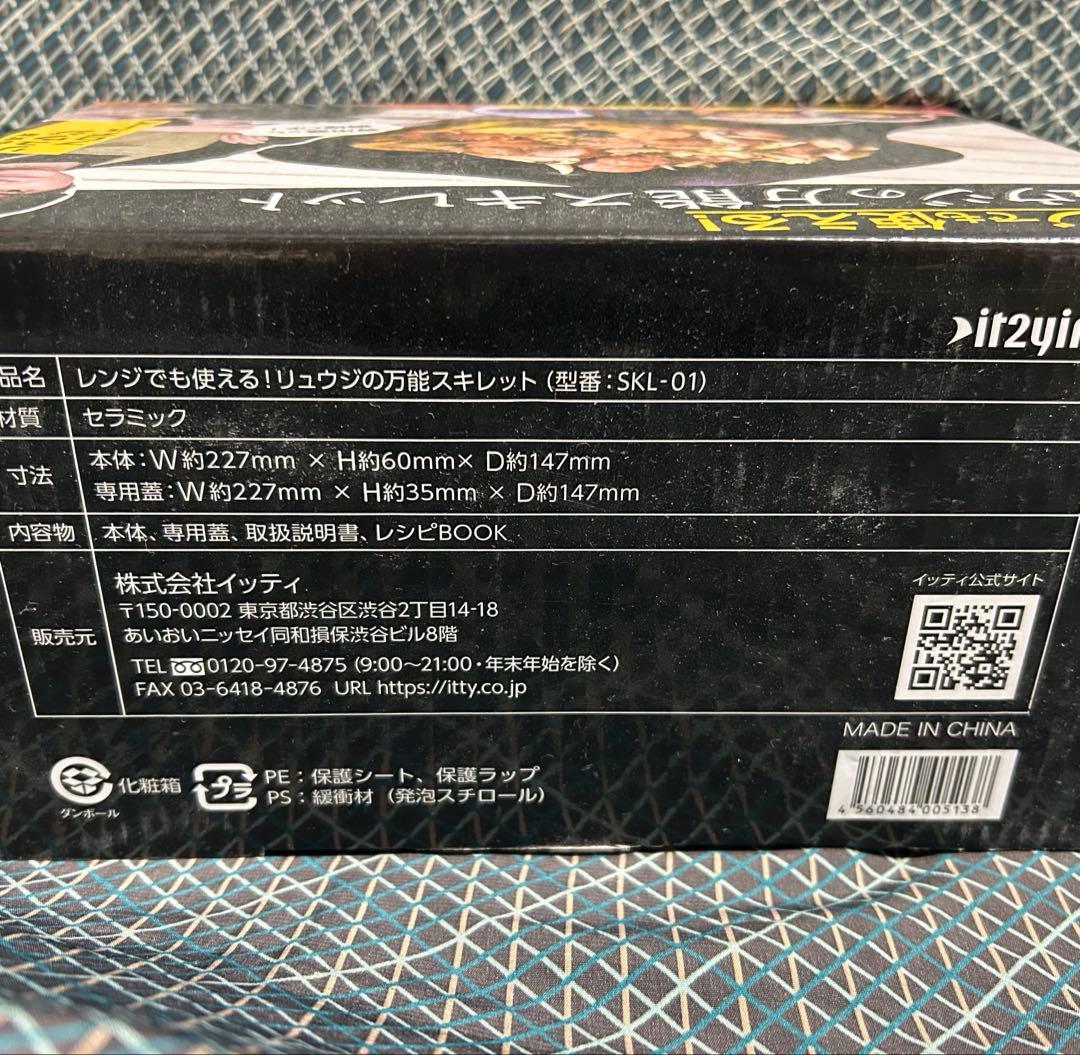 万能スキレット
でも使える!
it2yin
品名 レンジでも使える!リュウジの万能スキレット(型番:SKL-01)
材質 セラミック
寸法 本体:W約227mm × H約60mm× D約147mm
専用蓋:W約227mm × H約35mm × D約147mm
内容物 本体、専用蓋、取扱説明書、レシピBOOK
販売元 株式会社イッティ
〒150-0002 東京都渋谷区渋谷2丁目14-18
あいおいニッセイ同和損保渋谷ビル8階
TEL 0120-97-4875 (9:00〜21:00・年末年始を除く)
FAX 03-6418-4876 URL https://itty.co.jp
イッティ公式サイト
MADE IN CHINA
化粧箱
ダンボール
プラ
PE:保護シート、保護ラップ
PS:緩衝材(発泡スチロール)
4 560484 005138